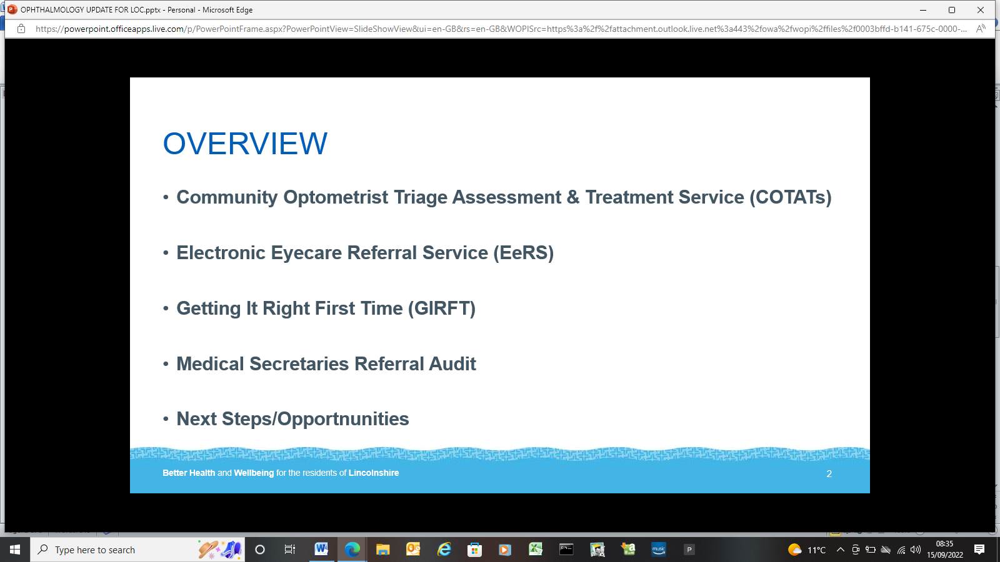 OPHTHALMOLOGY UPDATE FOR LOC.pptx - Personal - Microsoft Edge
https://powerpoint.officeapps.live.com/p/PowerPointFrame.aspx?PowerPointView=SlideShowView&ui=en-GB&rs=en-GB&WOPISrc=https%3a%2f%2fattachment.outlook.live.net%3a443%2fowa%2fwopi%2ffiles%2f0003bffd-b141-675c-0000-...
OVERVIEW
• Community Optometrist Triage Assessment & Treatment Service (COTATs)
• Electronic Eyecare Referral Service (EeRS)
• Getting It Right First Time (GIRFT)
• Medical Secretaries Referral Audit
• Next Steps/Opportnunities
Better Health and Wellbeing for the residents of Lincolnshire
2
Type here to search
music
P
11°C
08:35
15/09/2022